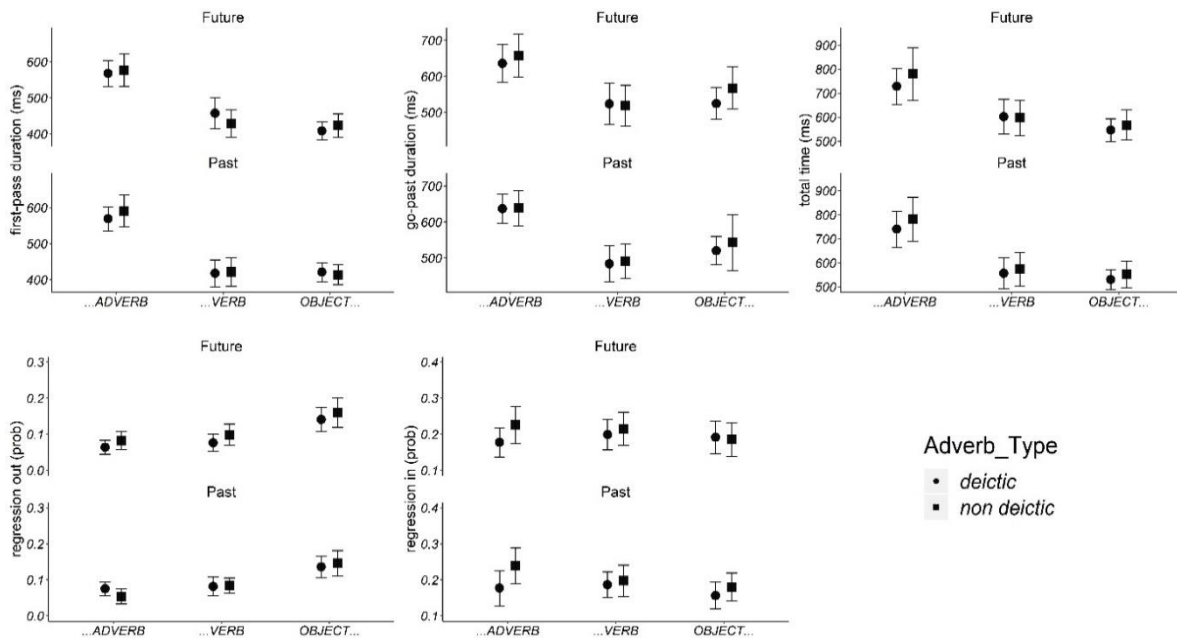 Future
600
500
400
Past
600
500
400
first-pass duration (ms)
...ADVERB
...VERB
OBJECT...
Future
700
600
500
Past
700
600
500
go-past duration (ms)
...ADVERB
...VERB
OBJECT...
Future
900
800
700
600
500
Past
900
800
700
600
500
total time (ms)
...ADVERB
...VERB
OBJECT...
Future
0.3
0.2
0.1
0.0
Past
0.3
0.2
0.1
0.0
regression out (prob)
...ADVERB
...VERB
OBJECT...
Future
0.4
0.3
0.2
0.1
Past
0.4
0.3
0.2
0.1
regression in (prob)
...ADVERB
...VERB
OBJECT...
Adverb_Type
deictic
non deictic